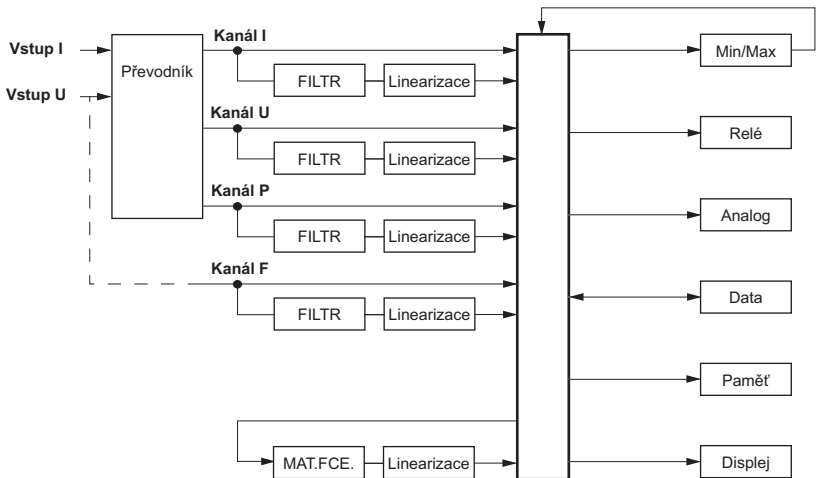 Kanál I
Vstup I
Převodník
Min/Max
FILTR
Linearizace
Vstup U
Kanál U
Relé
FILTR
Linearizace
Kanál P
Analog
FILTR
Linearizace
Kanál F
Data
FILTR
Linearizace
Paměť
MAT.FCE.
Linearizace
Displej